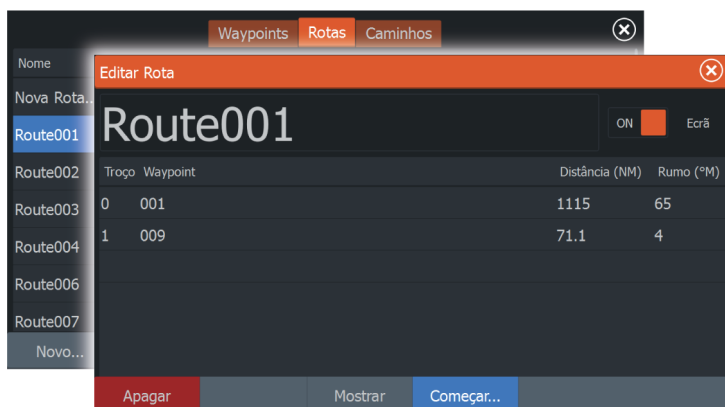 Waypoints Rotas Caminhos
Nome
Nova Rota...
Route001
Route002
Route003
Route004
Route006
Route007
Novo...
Editar Rota
Route001 ON Ecrã
Troço Waypoint Distância (NM) Rumo (°M)
0 001 1115 65
1 009 71.1 4
Apagar Mostrar Começar...